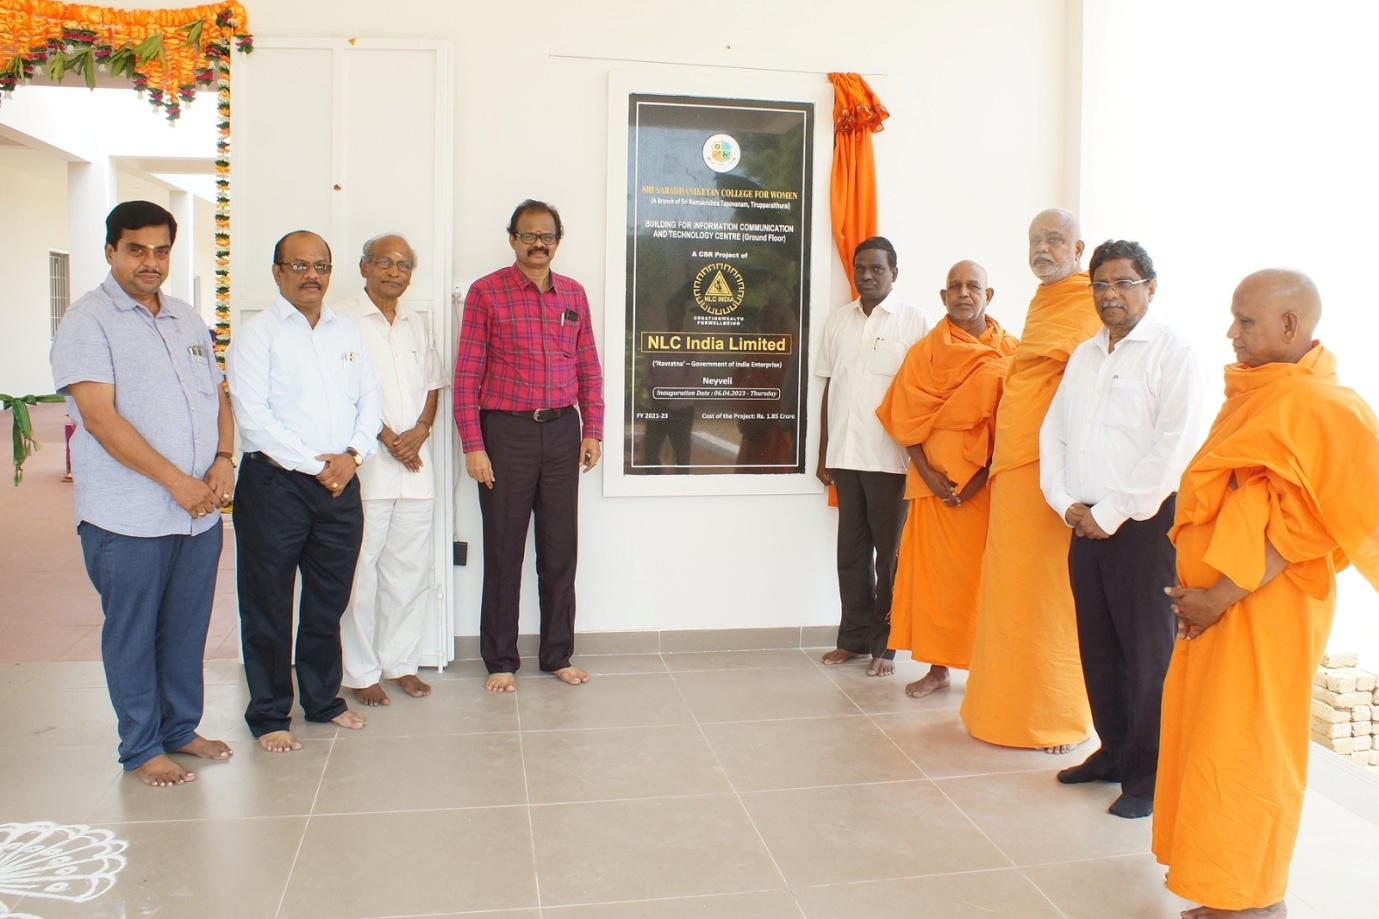 SRI SARADHANIKETAN COLLEGE FOR WOMEN
(A Branch of Sri Ramakrishna Tapovanam, Tirupparaitturai)
BUILDING FOR INFORMATION COMMUNICATION
AND TECHNOLOGY CENTRE (Ground Floor)
A CSR Project of
NLC INDIA
CREATING WEALTH
FOR WELLBEING
NLC India Limited
("Navratna" – Government of India Enterprise)
Neyveli
Inauguration Date : 06.04.2023 - Thursday
FY 2021-23 Cost of the Project: Rs. 1.85 Crore